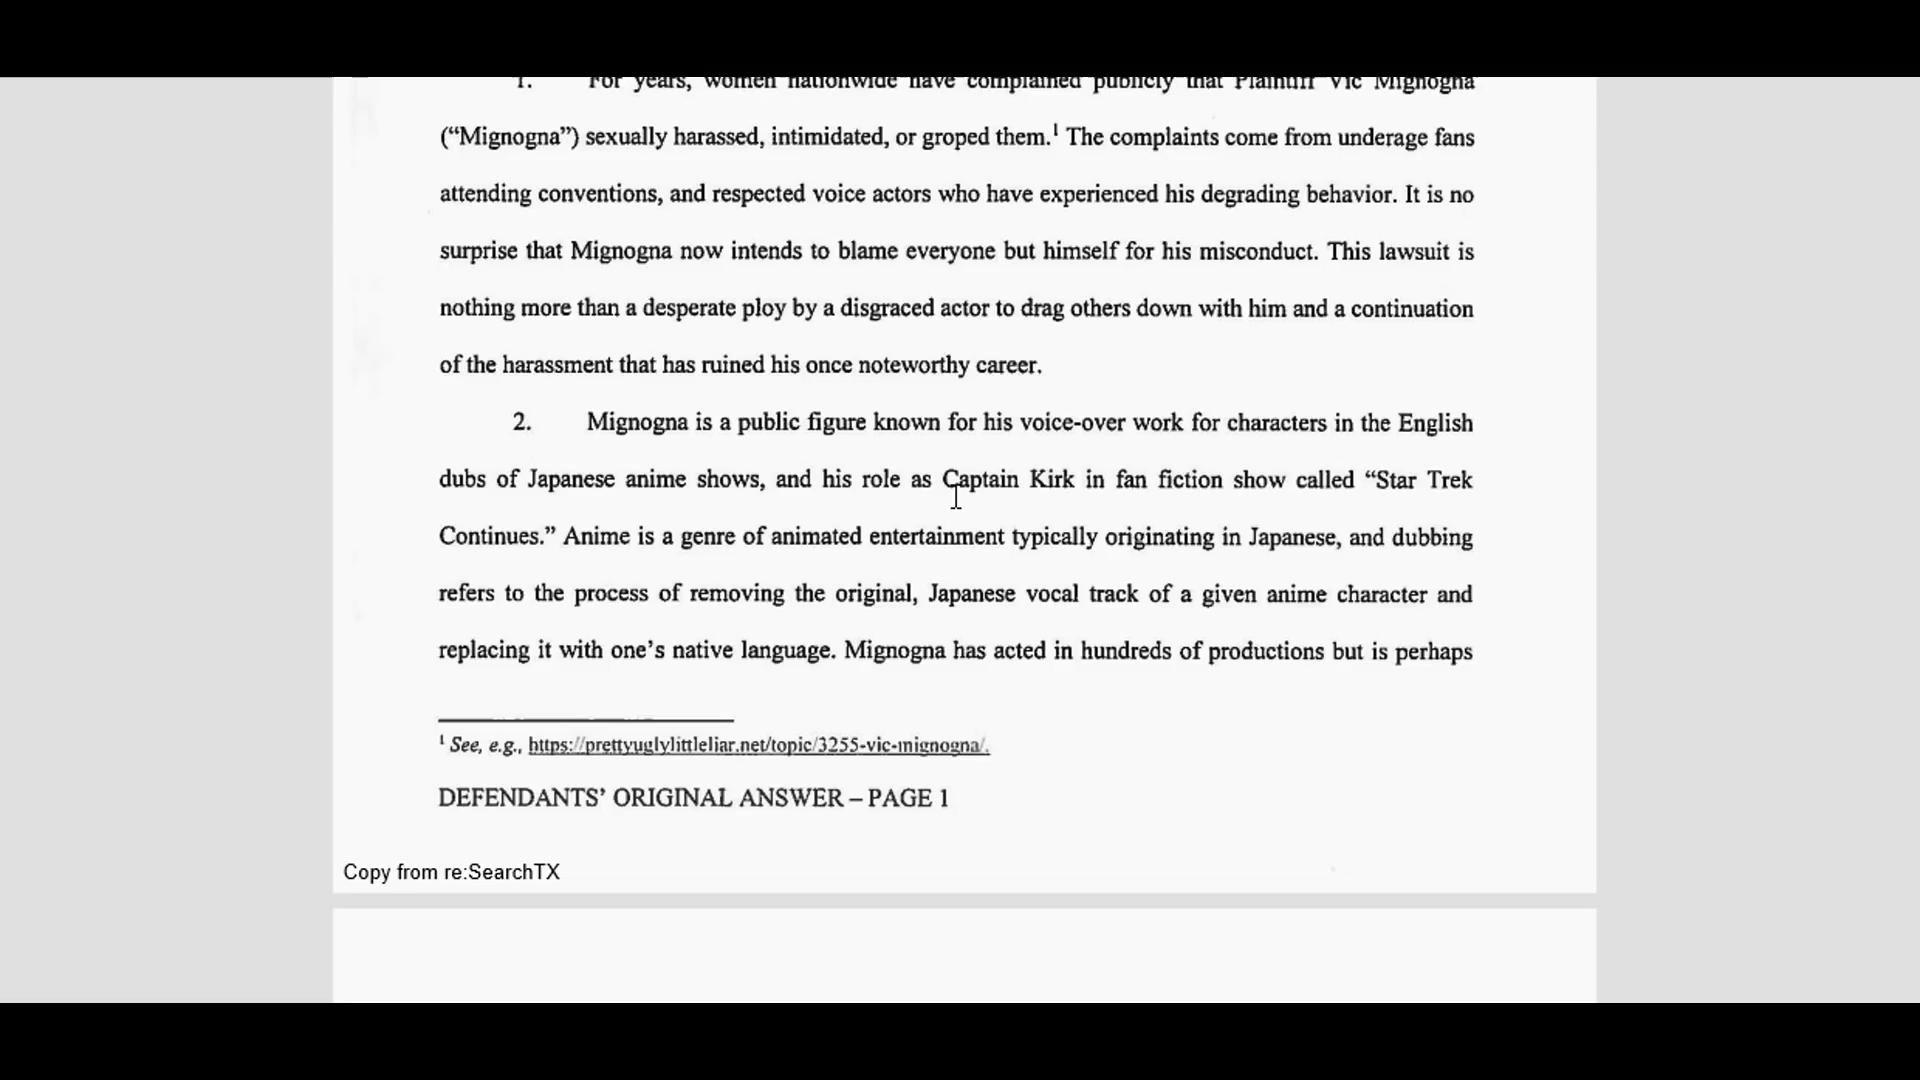 1. For years, women nationwide have complained publicly that Plaintiff Vic Mignogna
(“Mignogna”) sexually harassed, intimidated, or groped them.1 The complaints come from underage fans
attending conventions, and respected voice actors who have experienced his degrading behavior. It is no
surprise that Mignogna now intends to blame everyone but himself for his misconduct. This lawsuit is
nothing more than a desperate ploy by a disgraced actor to drag others down with him and a continuation
of the harassment that has ruined his once noteworthy career.
2. Mignogna is a public figure known for his voice-over work for characters in the English
dubs of Japanese anime shows, and his role as Captain Kirk in fan fiction show called “Star Trek
Continues.” Anime is a genre of animated entertainment typically originating in Japanese, and dubbing
refers to the process of removing the original, Japanese vocal track of a given anime character and
replacing it with one’s native language. Mignogna has acted in hundreds of productions but is perhaps
1 See, e.g., https://prettyuglylittleliar.net/topic/3255-vic-mignogna/.
DEFENDANTS’ ORIGINAL ANSWER – PAGE 1
Copy from re:SearchTX